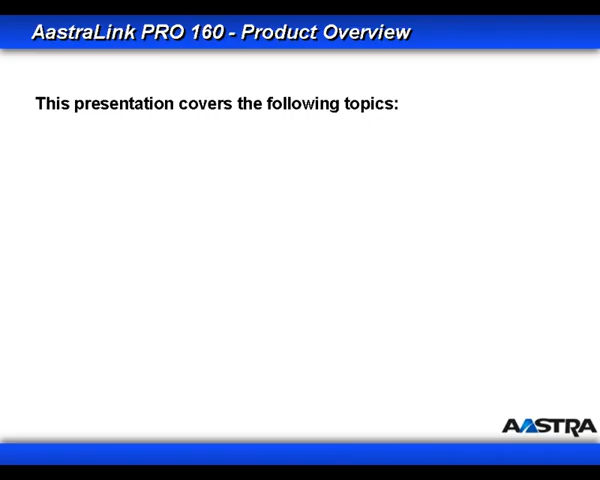 AastraLink PRO 160 - Product Overview
This presentation covers the following topics:
AASTRA